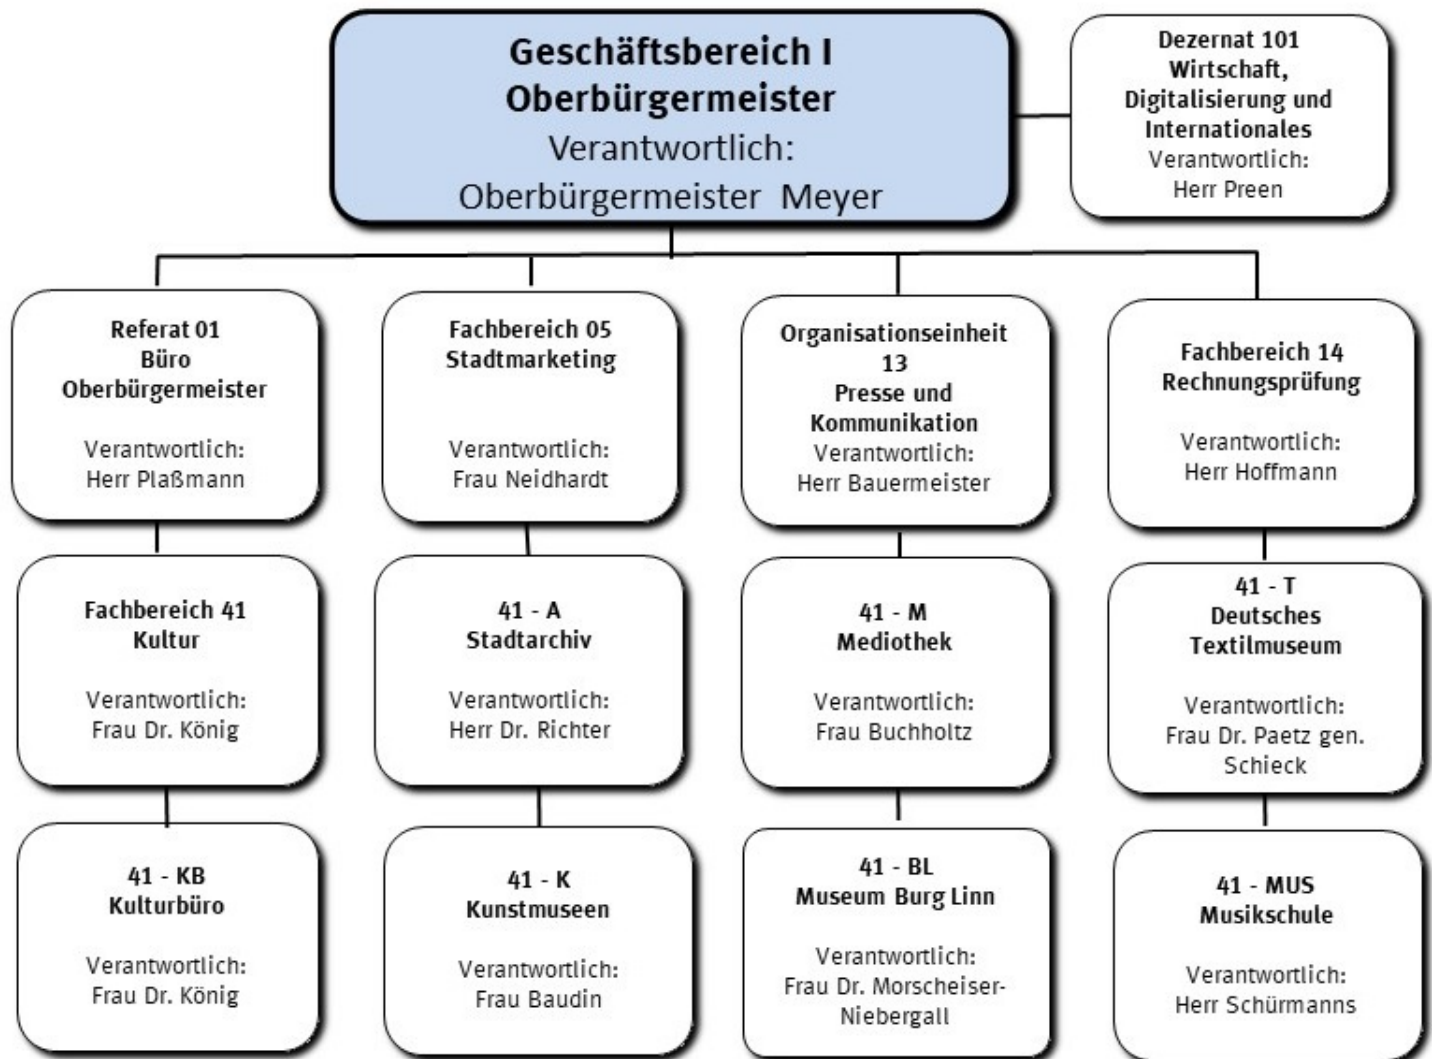 Geschäftsbereich I
Oberbürgermeister
Verantwortlich:
Oberbürgermeister Meyer
Dezernat 101
Wirtschaft,
Digitalisierung und
Internationales
Verantwortlich:
Herr Preen
Referat 01
Büro
Oberbürgermeister
Verantwortlich:
Herr Plaßmann
Fachbereich 05
Stadtmarketing
Verantwortlich:
Frau Neidhardt
Organisationseinheit
13
Presse und
Kommunikation
Verantwortlich:
Herr Bauermeister
Fachbereich 14
Rechnungsprüfung
Verantwortlich:
Herr Hoffmann
Fachbereich 41
Kultur
Verantwortlich:
Frau Dr. König
41 - A
Stadtarchiv
Verantwortlich:
Herr Dr. Richter
41 - M
Mediothek
Verantwortlich:
Frau Buchholtz
41 - T
Deutsches
Textilmuseum
Verantwortlich:
Frau Dr. Paetz gen.
Schieck
41 - KB
Kulturbüro
Verantwortlich:
Frau Dr. König
41 - K
Kunstmuseen
Verantwortlich:
Frau Baudin
41 - BL
Museum Burg Linn
Verantwortlich:
Frau Dr. Morscheiser-
Niebergall
41 - MUS
Musikschule
Verantwortlich:
Herr Schürmanns